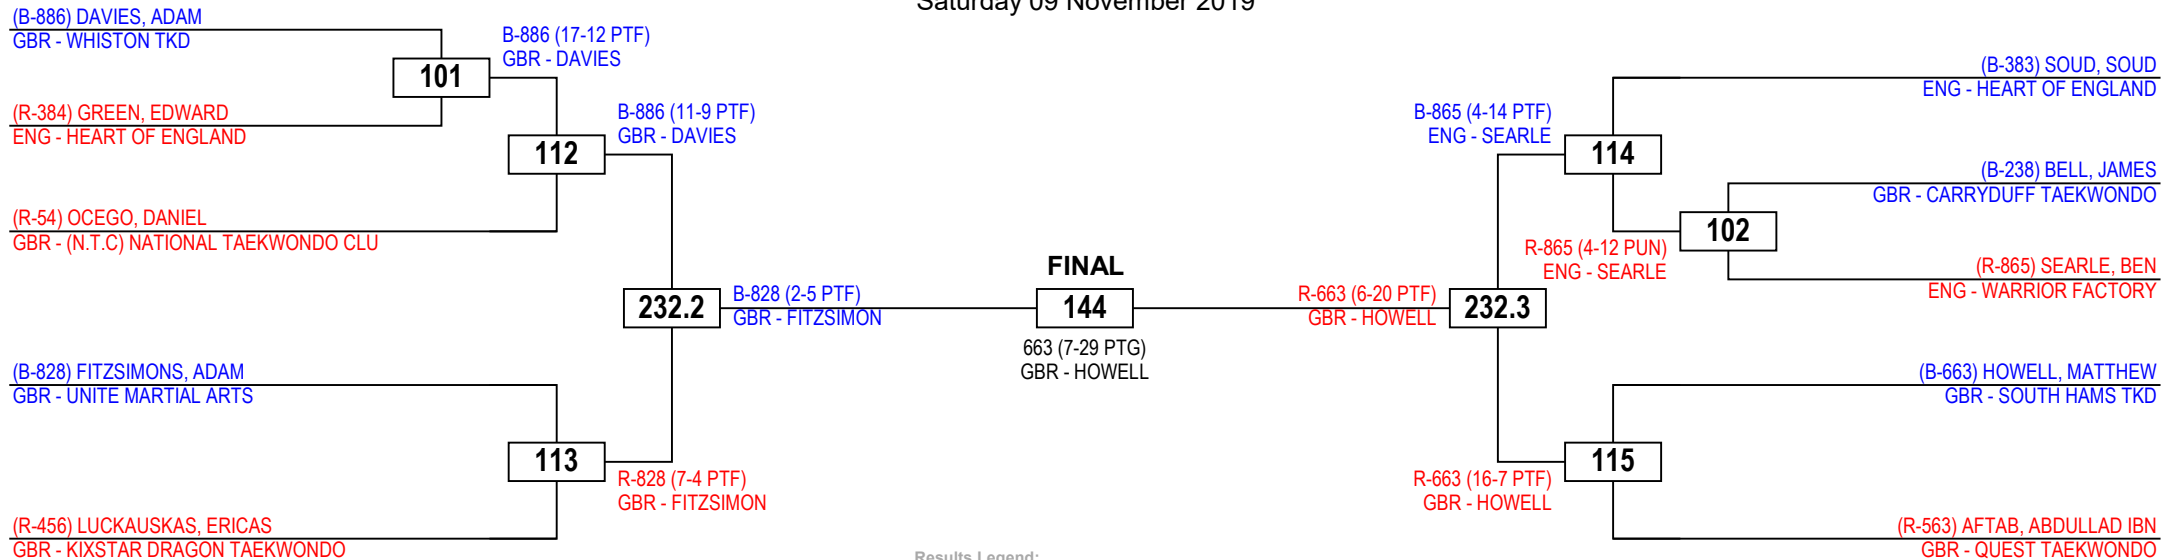 Saturday 09 November 2019
(B-886) DAVIES, ADAM
GBR - WHISTON TKD
101
(R-384) GREEN, EDWARD
ENG - HEART OF ENGLAND
B-886 (17-12 PTF)
GBR - DAVIES
112
(R-54) OCEGO, DANIEL
GBR - (N.T.C) NATIONAL TAEKWONDO CLU
B-886 (11-9 PTF)
GBR - DAVIES
232.2
(B-828) FITZSIMONS, ADAM
GBR - UNITE MARTIAL ARTS
113
(R-456) LUCKAUSKAS, ERICAS
GBR - KIXSTAR DRAGON TAEKWONDO
R-828 (7-4 PTF)
GBR - FITZSIMON
B-828 (2-5 PTF)
GBR - FITZSIMON
FINAL
144
663 (7-29 PTG)
GBR - HOWELL
R-663 (6-20 PTF)
GBR - HOWELL
232.3
B-865 (4-14 PTF)
ENG - SEARLE
114
(B-383) SOUD, SOUD
ENG - HEART OF ENGLAND
(B-238) BELL, JAMES
GBR - CARRYDUFF TAEKWONDO
102
R-865 (4-12 PUN)
ENG - SEARLE
(R-865) SEARLE, BEN
ENG - WARRIOR FACTORY
(B-663) HOWELL, MATTHEW
GBR - SOUTH HAMS TKD
115
R-663 (16-7 PTF)
GBR - HOWELL
(R-563) AFTAB, ABDULLAD IBN
GBR - QUEST TAEKWONDO
Results Legend: